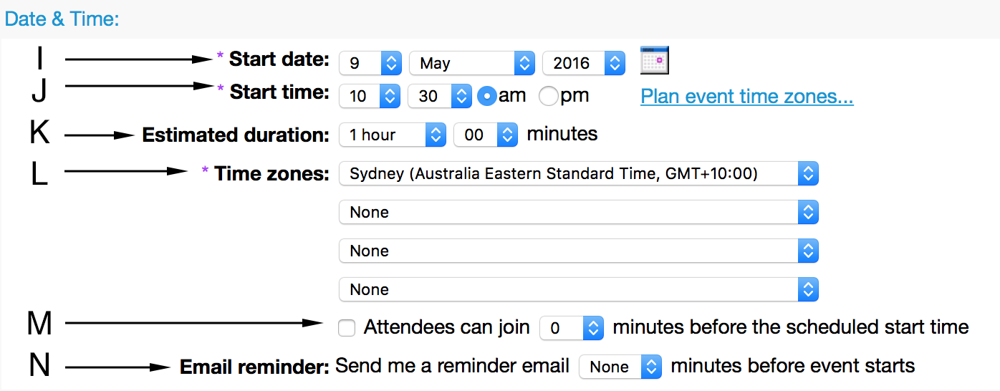 Date & Time:
I * Start date: 9 May 2016
J * Start time: 10 30 am pm Plan event time zones...
K Estimated duration: 1 hour 00 minutes
L * Time zones: Sydney (Australia Eastern Standard Time, GMT+10:00)
None
None
None
M Attendees can join 0 minutes before the scheduled start time
N Email reminder: Send me a reminder email None minutes before event starts